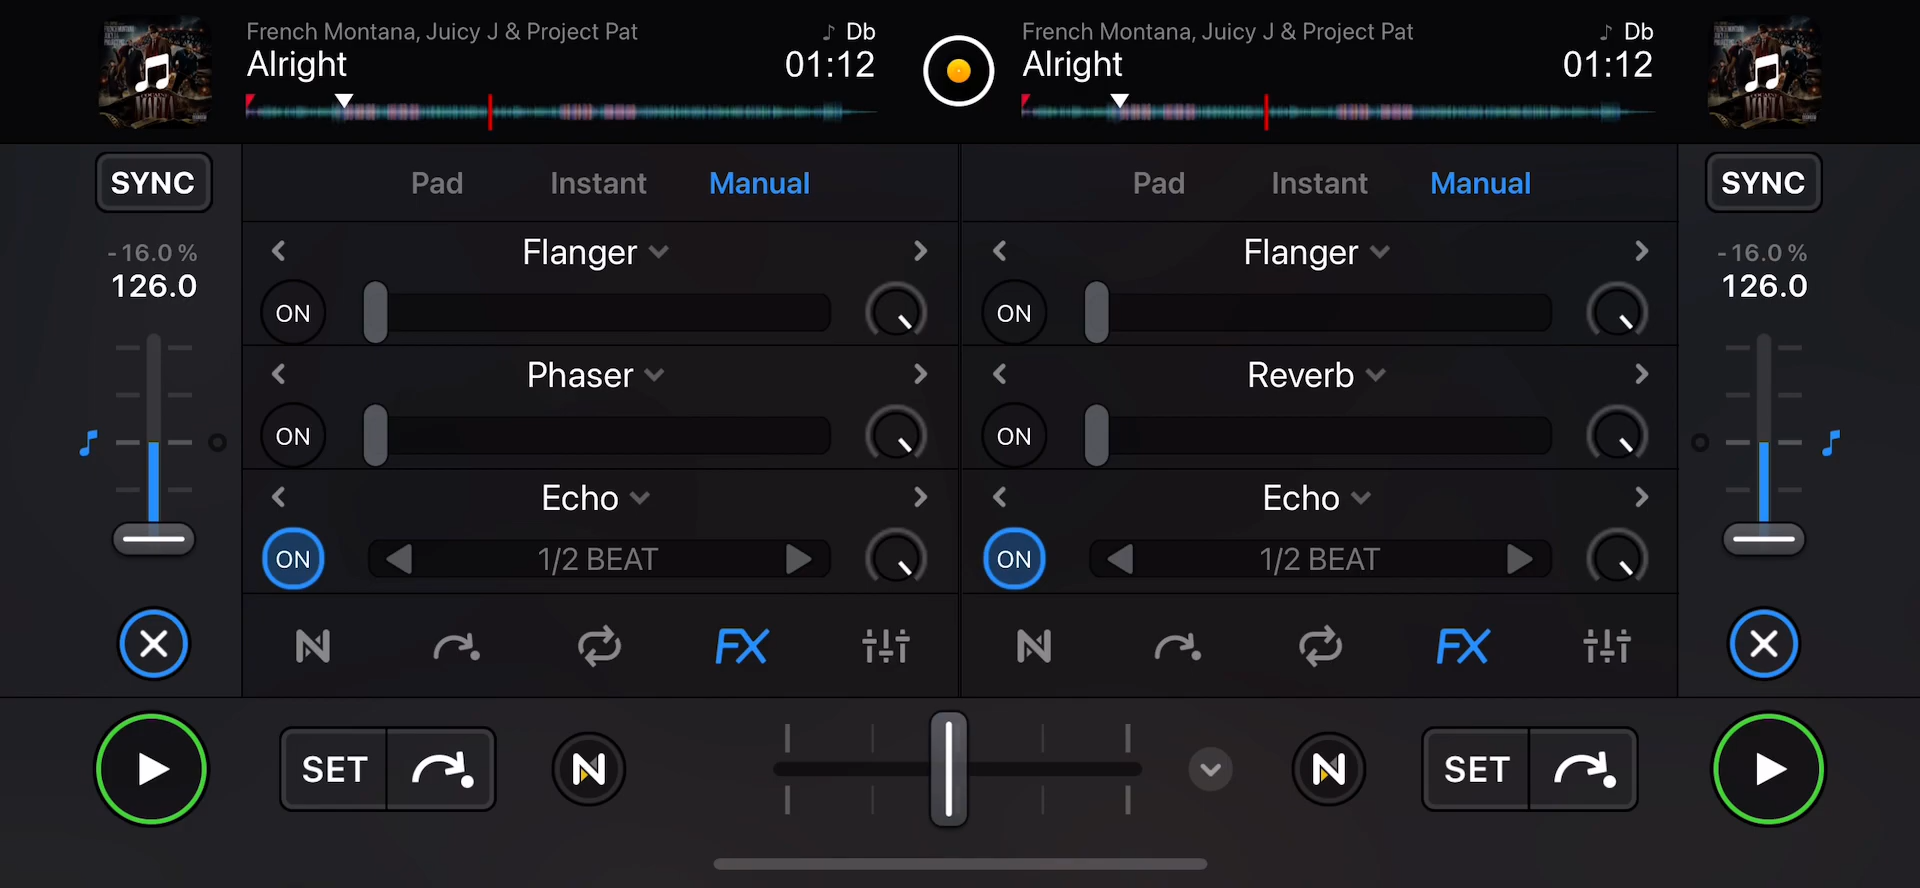 French Montana, Juicy J & Project Pat
Db
Alright
01:12
French Montana, Juicy J & Project Pat
Db
Alright
01:12
SYNC
Pad
Instant
Manual
Pad
Instant
Manual
SYNC
-16.0%
126.0
Flanger
Flanger
-16.0%
126.0
ON
ON
Phaser
Reverb
ON
ON
Echo
Echo
ON
1/2 BEAT
ON
1/2 BEAT
FX
FX
SET
N
N
SET